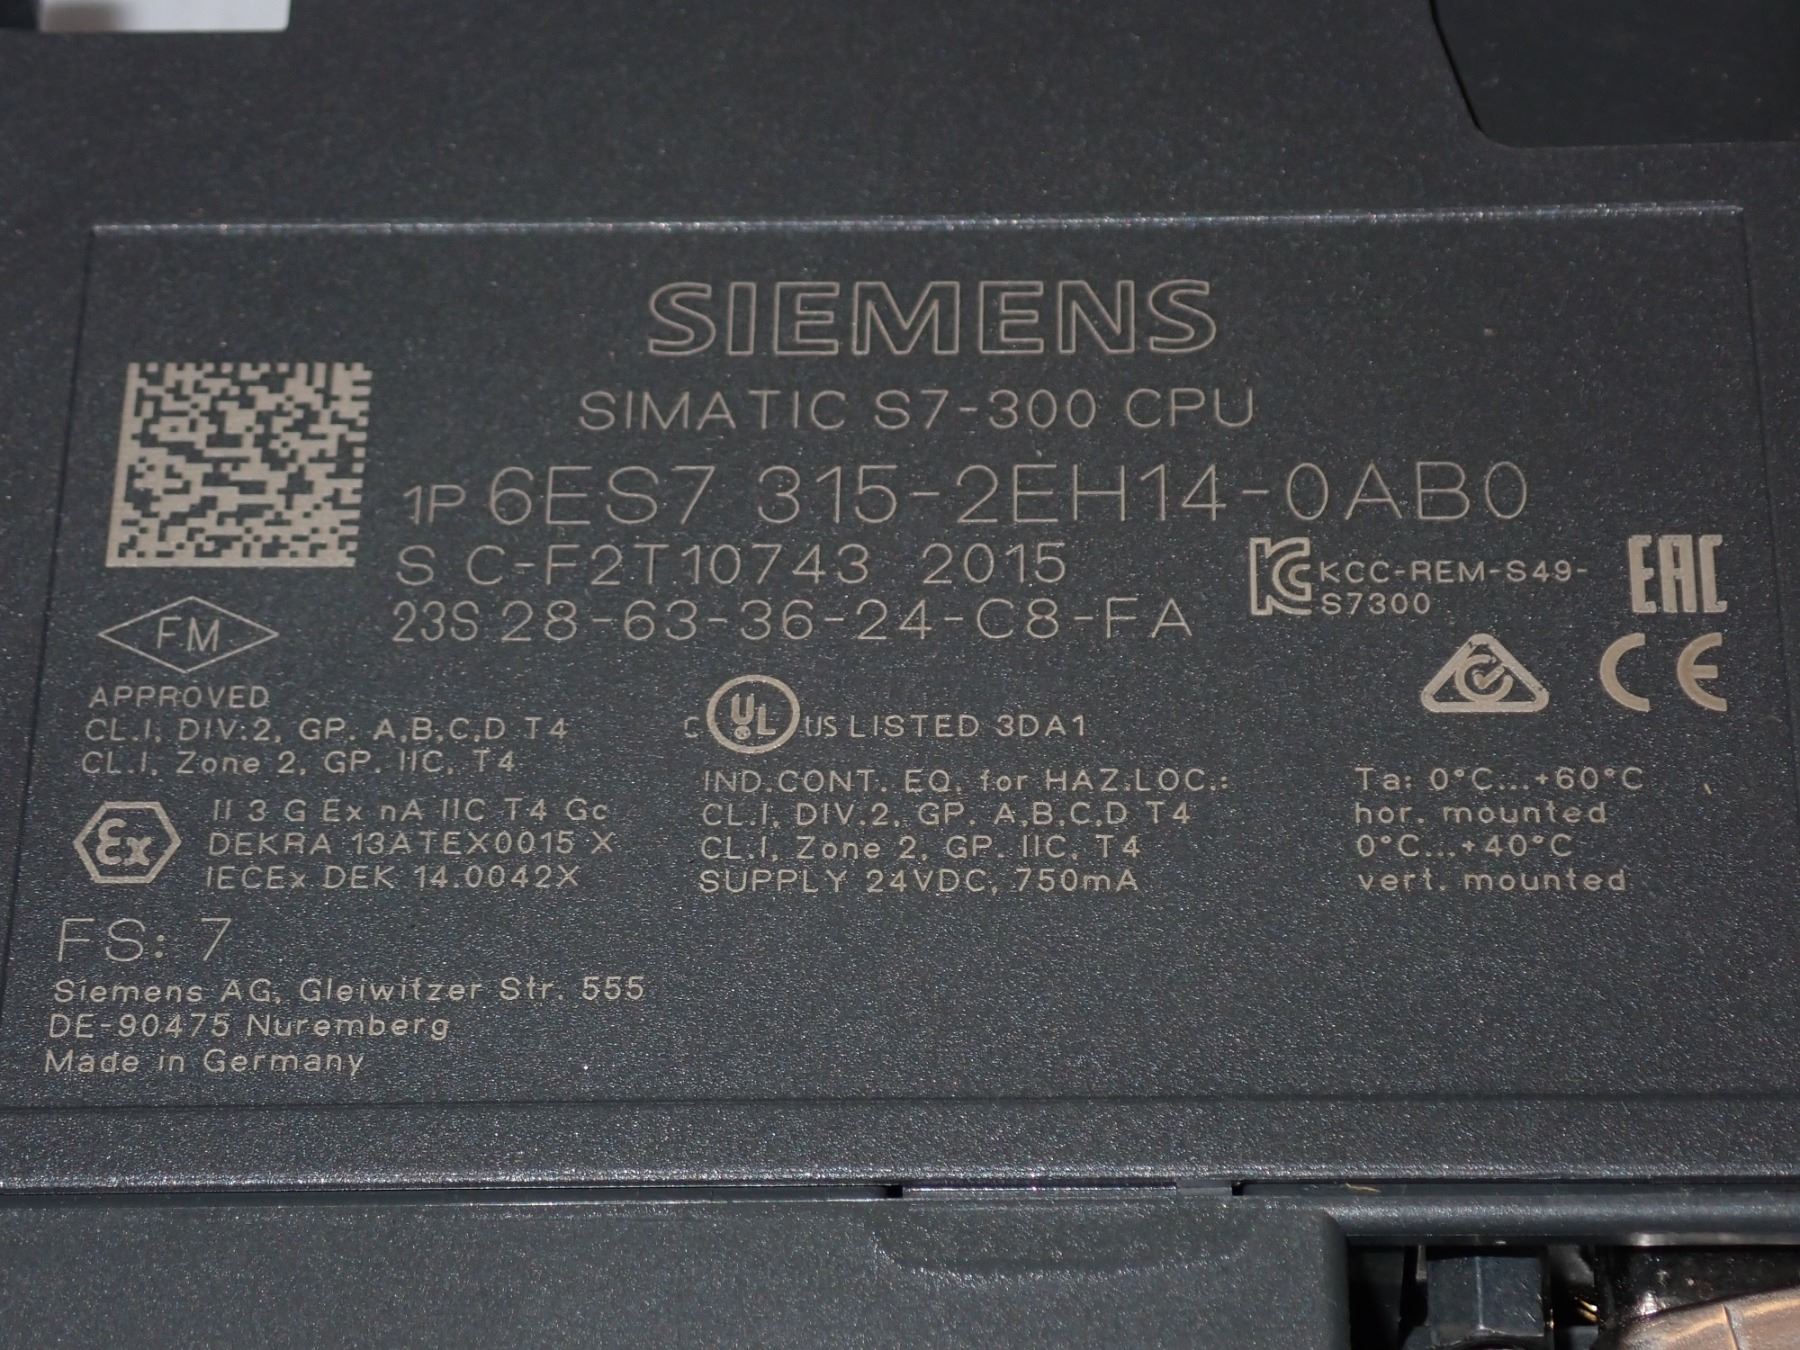 SIEMENS
SIMATIC S7-300 CPU
1P 6ES7 315-2EH14-0AB0
S C-F2T10743 2015
23S 28-63-36-24-C8-FA
KCC-REM-S49-
S7300
EAC
CE
FM
APPROVED
CL.I, DIV.2, GP. A,B,C,D T4
CL.I, Zone 2, GP. IIC, T4
C UL US LISTED 3DA1
IND.CONT. EQ. for HAZ.LOC.:
CL.I, DIV.2, GP. A,B,C,D T4
CL.I, Zone 2, GP. IIC, T4
SUPPLY 24VDC, 750mA
Ta: 0°C...+60°C
hor. mounted
0°C...+40°C
vert. mounted
Ex
II 3 G Ex nA IIC T4 Gc
DEKRA 13ATEX0015 X
IECEx DEK 14.0042X
FS: 7
Siemens AG, Gleiwitzer Str. 555
DE-90475 Nuremberg
Made in Germany